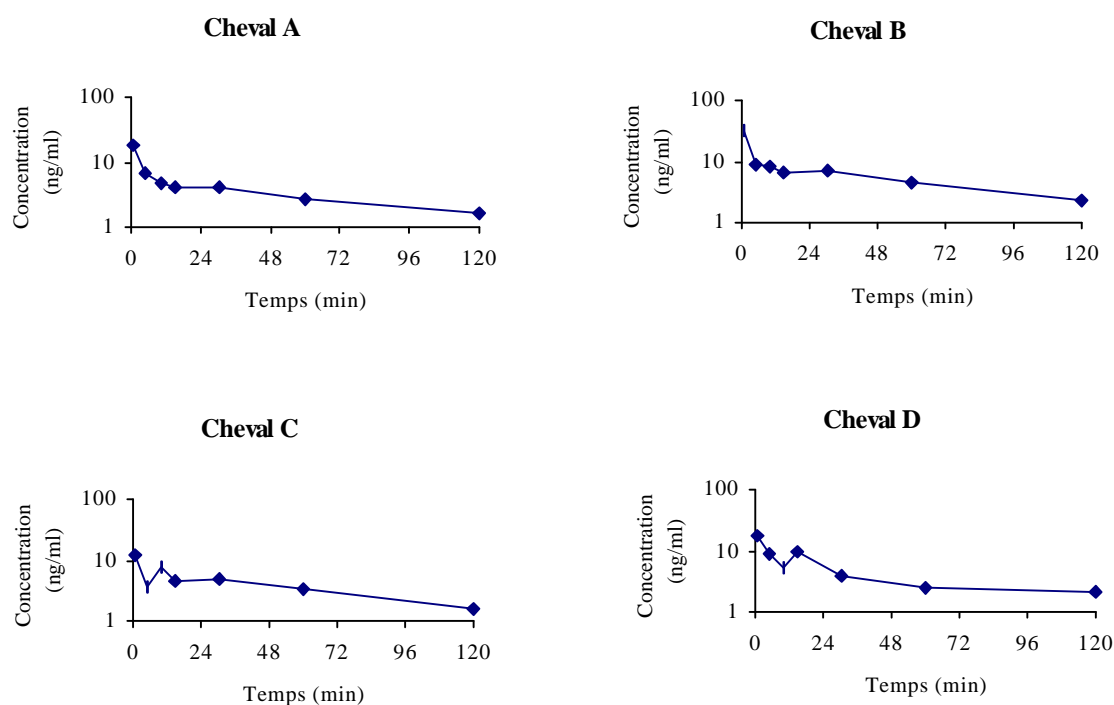 Cheval A
Concentration
(ng/ml)
100
10
1
0 24 48 72 96 120
Temps (min)
Cheval B
Concentration
(ng/ml)
100
10
1
0 24 48 72 96 120
Temps (min)
Cheval C
Concentration
(ng/ml)
100
10
1
0 24 48 72 96 120
Temps (min)
Cheval D
Concentration
(ng/ml)
100
10
1
0 24 48 72 96 120
Temps (min)